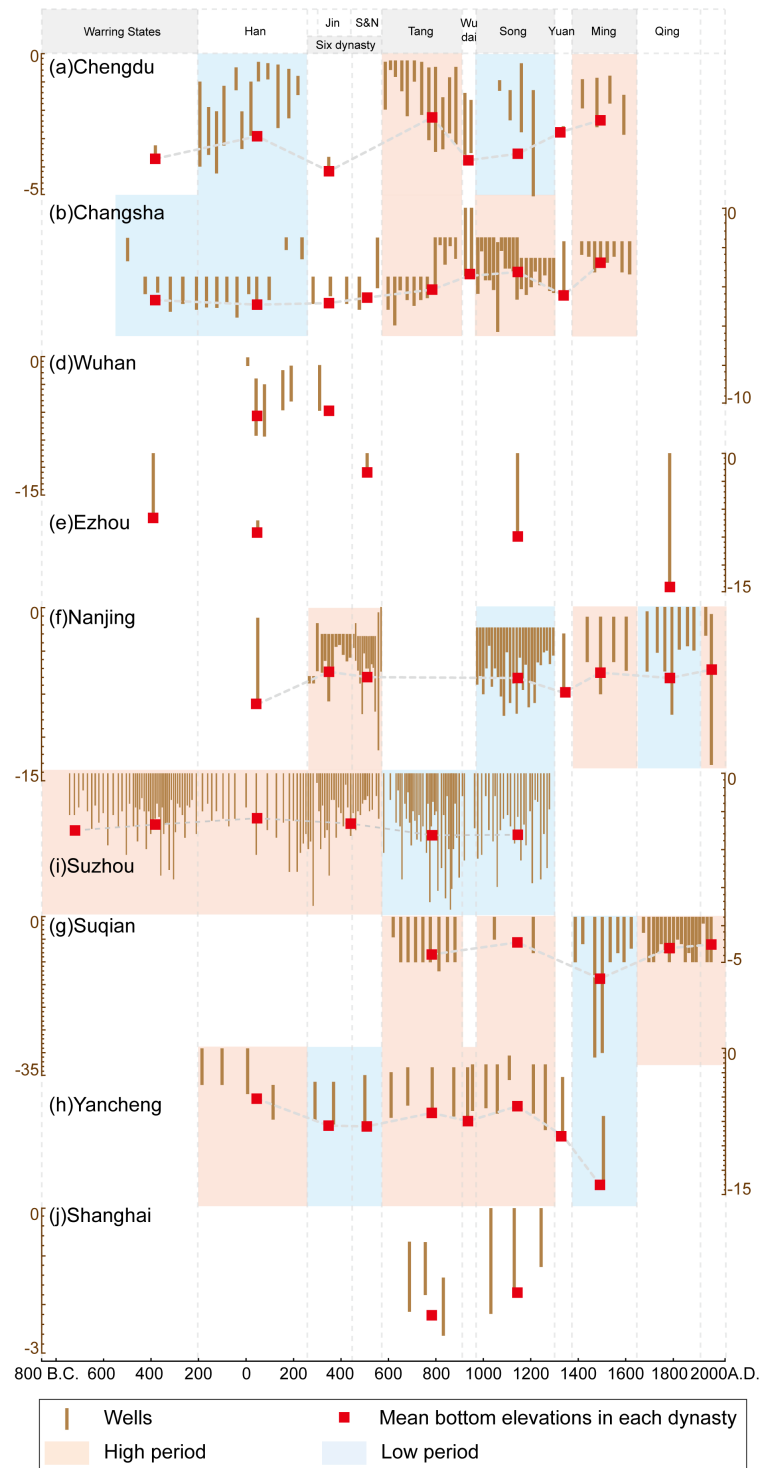 Warring States Han Jin S&N Tang Wu dai Song Yuan Ming Qing
Six dynasty
0
(a)Chengdu
-5
(b)Changsha
0
-10
0
(d)Wuhan
-15
0
(e)Ezhou
-15
0
(f)Nanjing
-15
0
(i)Suzhou
-5
0
(g)Suqian
-35
0
(h)Yancheng
-15
0
(j)Shanghai
-3
800 B.C. 600 400 200 0 200 400 600 800 1000 1200 1400 1600 1800 2000 A.D.
Wells
Mean bottom elevations in each dynasty
High period
Low period